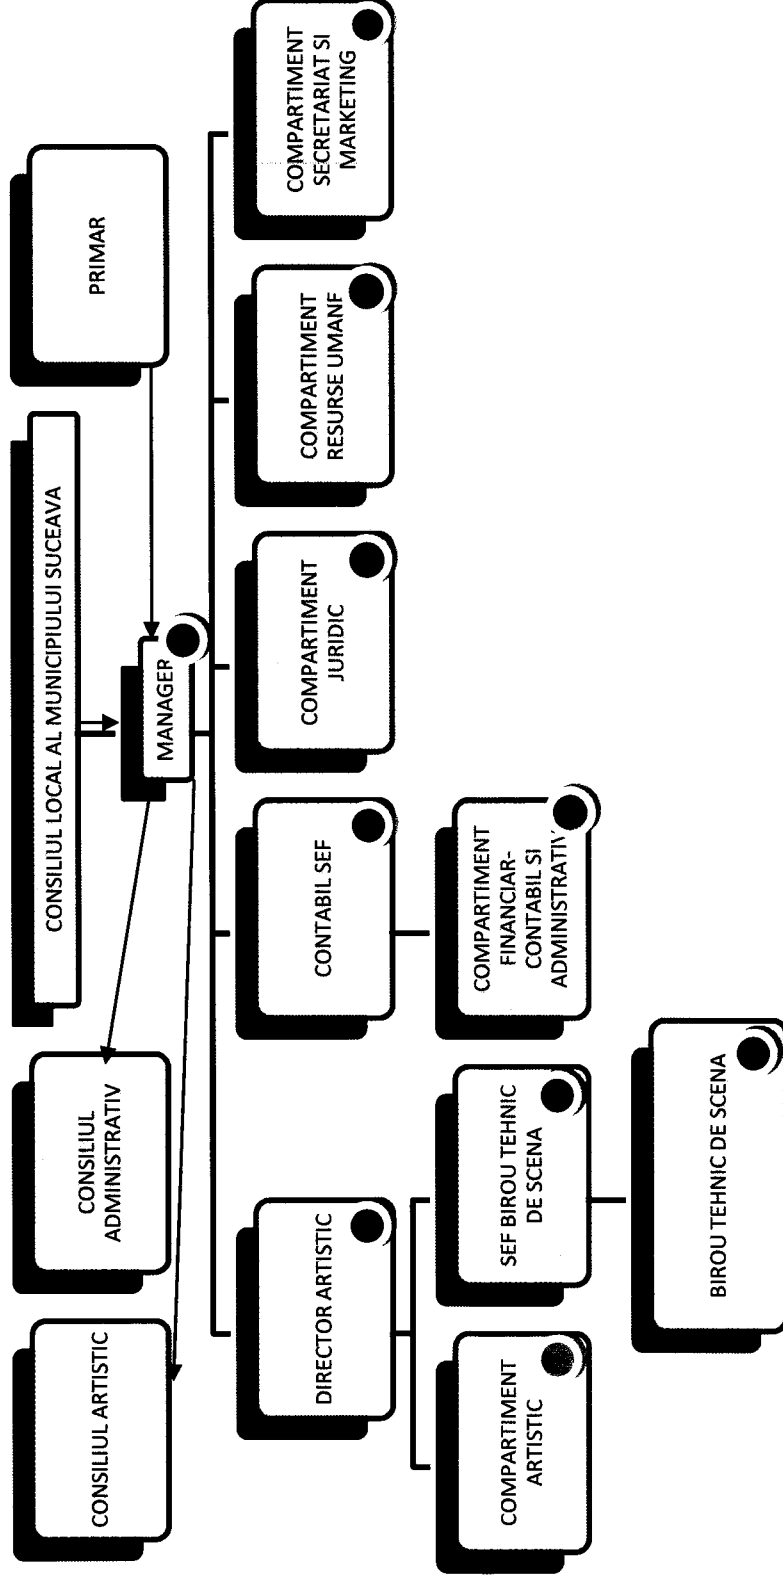 CONSILIUL ARTISTIC
CONSILIUL
ADMINISTRATIV
CONSILIUL LOCAL AL MUNICIPIULUI SUCEAVA
PRIMAR
MANAGER
DIRECTOR ARTISTIC
CONTABIL SEF
COMPARTIMENT
JURIDIC
COMPARTIMENT
RESURSE UMANE
COMPARTIMENT
SECRETARIAT SI
MARKETING
COMPARTIMENT
ARTISTIC
SEF BIROU TEHNIC
DE SCENA
COMPARTIMENT
FINANCIAR-
CONTABIL SI
ADMINISTRATIV
BIROU TEHNIC DE SCENA